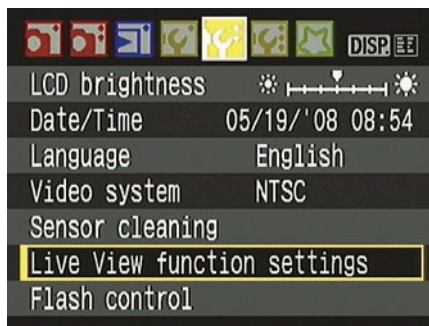 DISP.
LCD brightness
Date/Time 05/19/'08 08:54
Language English
Video system NTSC
Sensor cleaning
Live View function settings
Flash control